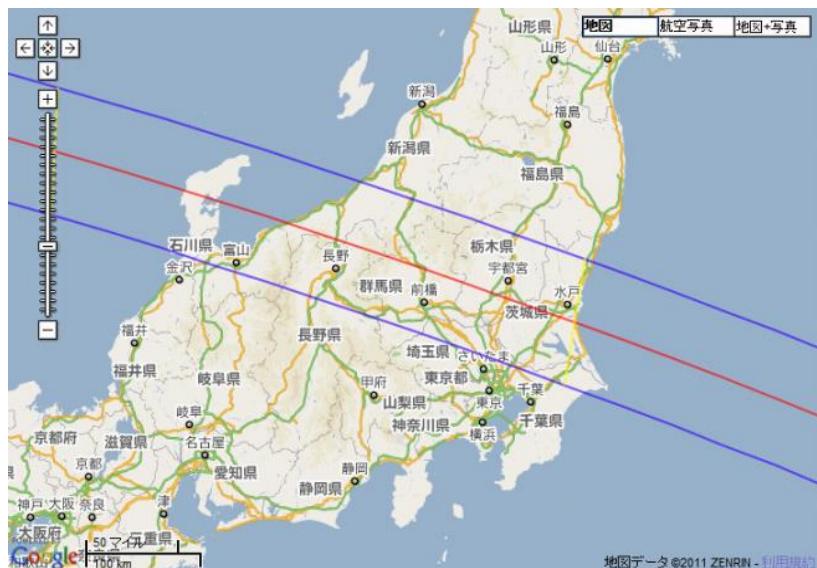 山形県
地図
航空写真
地図+写真
山形
仙台
新潟
福島
新潟県
福島県
石川県
富山
長野
栃木県
金沢
宇都宮
群馬県
前橋
水戸
茨城県
福井
長野県
埼玉県
さいたま
福井県
岐阜県
甲府
東京都
山梨県
東京
千葉
岐阜
神奈川県
千葉県
京都府
滋賀県
名古屋
横浜
京都
愛知県
静岡
静岡県
神戸
大阪
奈良
津
大阪府
三重県
50 マイル
Google
100 km
地図データ ©2011 ZENRIN - 利用規約